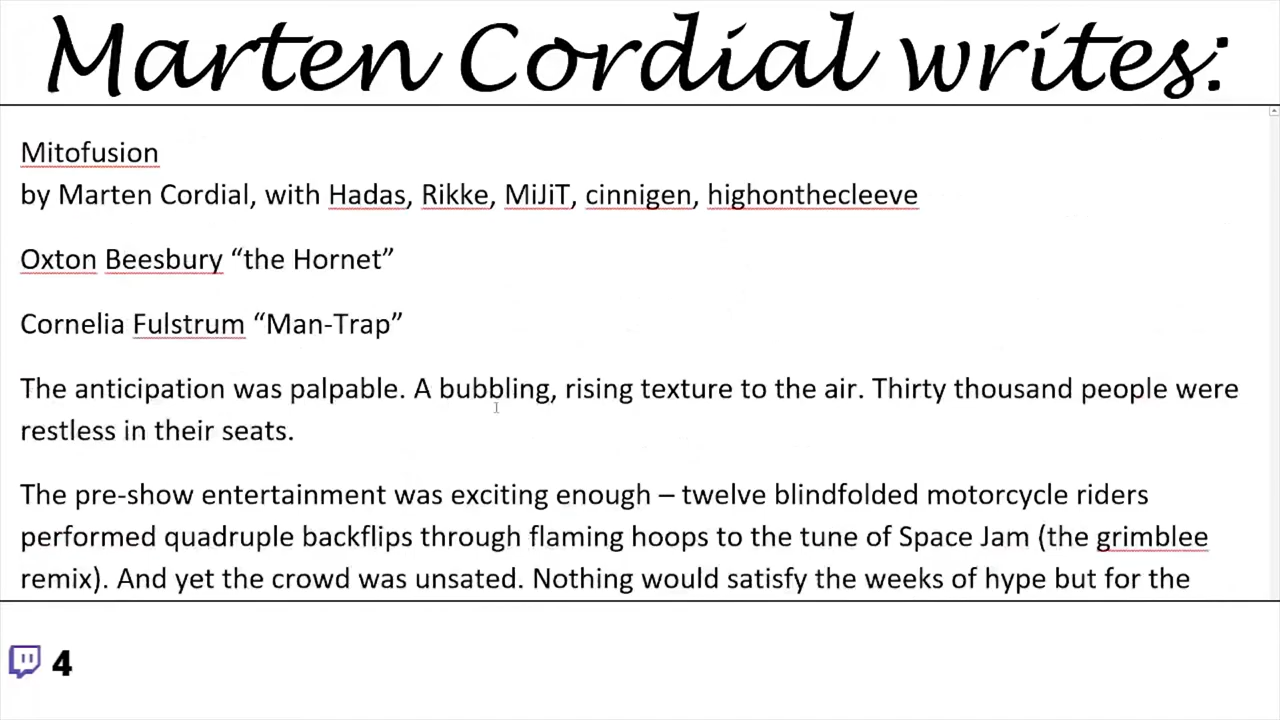 Marten Cordial writes:
Mitofusion
by Marten Cordial, with Hadas, Rikke, MiJiT, cinnigen, highonthecleeve
Oxton Beesbury “the Hornet”
Cornelia Fulstrum “Man-Trap”
The anticipation was palpable. A bubbling, rising texture to the air. Thirty thousand people were
restless in their seats.
The pre-show entertainment was exciting enough – twelve blindfolded motorcycle riders
performed quadruple backflips through flaming hoops to the tune of Space Jam (the grimblee
remix). And yet the crowd was unsated. Nothing would satisfy the weeks of hype but for the
4